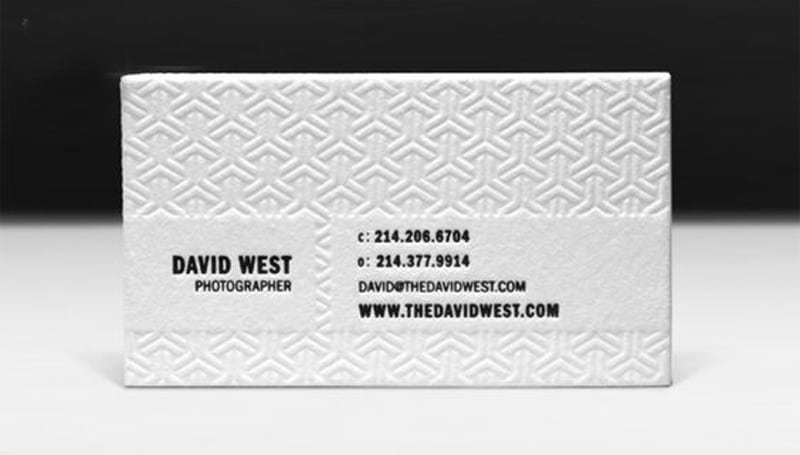 DAVID WEST
PHOTOGRAPHER
c: 214.206.6704
o: 214.377.9914
DAVID@THEDAVIDWEST.COM
WWW.THEDAVIDWEST.COM